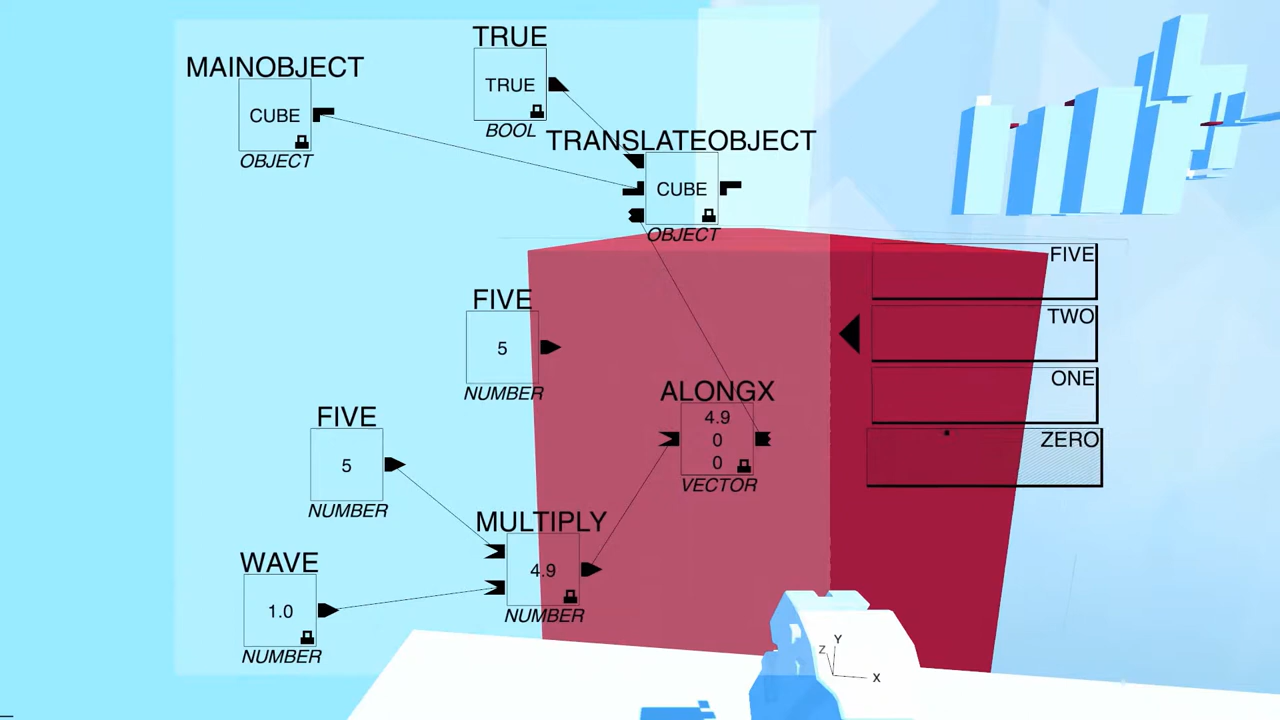 MAINOBJECT
CUBE
OBJECT
TRUE
TRUE
BOOL
TRANSLATEOBJECT
CUBE
OBJECT
FIVE
5
NUMBER
FIVE
5
NUMBER
WAVE
1.0
NUMBER
MULTIPLY
4.9
NUMBER
ALONGX
4.9
0
0
VECTOR
FIVE
TWO
ONE
ZERO
Y
Z
X